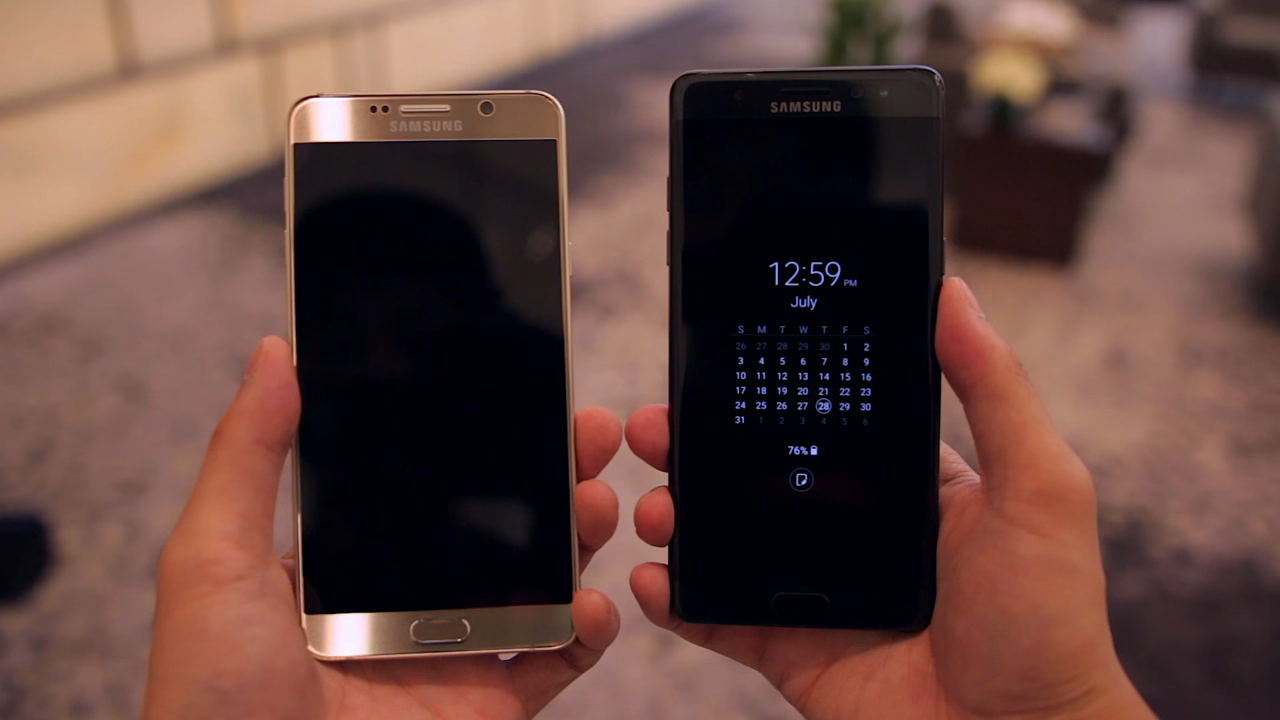 SAMSUNG
SAMSUNG
12:59 PM
July
S M T W T F S
26 27 28 29 30 1 2
3 4 5 6 7 8 9
10 11 12 13 14 15 16
17 18 19 20 21 22 23
24 25 26 27 28 29 30
31 1 2 3 4 5 6
76%